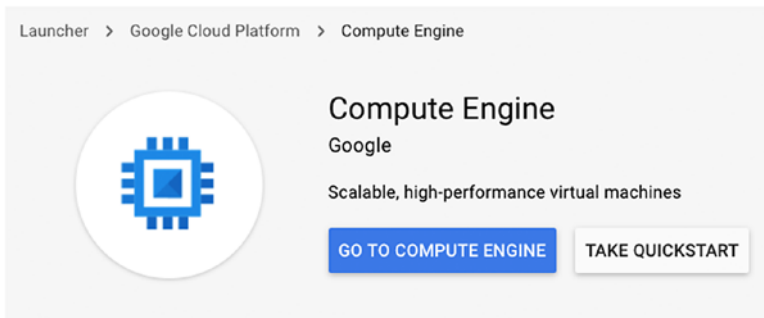 Launcher > Google Cloud Platform > Compute Engine
Compute Engine
Google
Scalable, high-performance virtual machines
GO TO COMPUTE ENGINE TAKE QUICKSTART